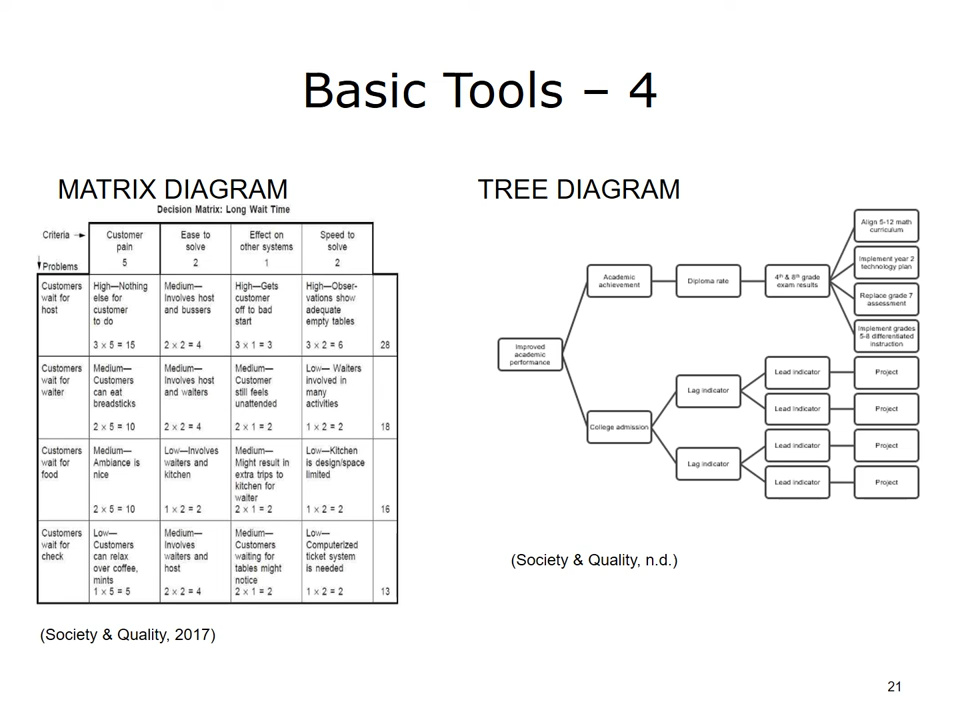 Basic Tools – 4
MATRIX DIAGRAM
Decision Matrix: Long Wait Time
Criteria →
Customer
pain
5
Ease to
solve
2
Effect on
other systems
1
Speed to
solve
2
↓Problems
Customers
wait for
host
High—Nothing
else for
customer
to do
3 x 5 = 15
Medium—
Involves host
and bussers
2 x 2 = 4
High—Gets
customer
off to bad
start
3 x 1 = 3
High—Obser-
vations show
adequate
empty tables
3 x 2 = 6
28
Customers
wait for
waiter
Medium—
Customers
can eat
breadsticks
2 x 5 = 10
Medium—
Involves host
and waiters
2 x 2 = 4
Medium—
Customer
still feels
unattended
2 x 1 = 2
Low— Waiters
involved in
many
activities
1 x 2 = 2
18
Customers
wait for
food
Medium—
Ambiance is
nice
2 x 5 = 10
Low—Involves
waiters and
kitchen
1 x 2 = 2
Medium—
Might result in
extra trips to
kitchen for
waiter
2 x 1 = 2
Low—Kitchen
is design/space
limited
1 x 2 = 2
16
Customers
wait for
check
Low—
Customers
can relax
over coffee,
mints
1 x 5 = 5
Medium—
Involves
waiters and
host
2 x 2 = 4
Medium—
Customers
waiting for
tables might
notice
2 x 1 = 2
Low—
Computerized
ticket system
is needed
1 x 2 = 2
13
(Society & Quality, 2017)
TREE DIAGRAM
Improved
academic
performance
Academic
achievement
Diploma rate
4th & 8th grade
exam results
Align 5-12 math
curriculum
Implement year 2
technology plan
Replace grade 7
assessment
Implement grades
5-8 differentiated
instruction
College admission
Lag indicator
Lead indicator
Project
Lead indicator
Project
Lag indicator
Lead indicator
Project
Lead indicator
Project
(Society & Quality, n.d.)
21